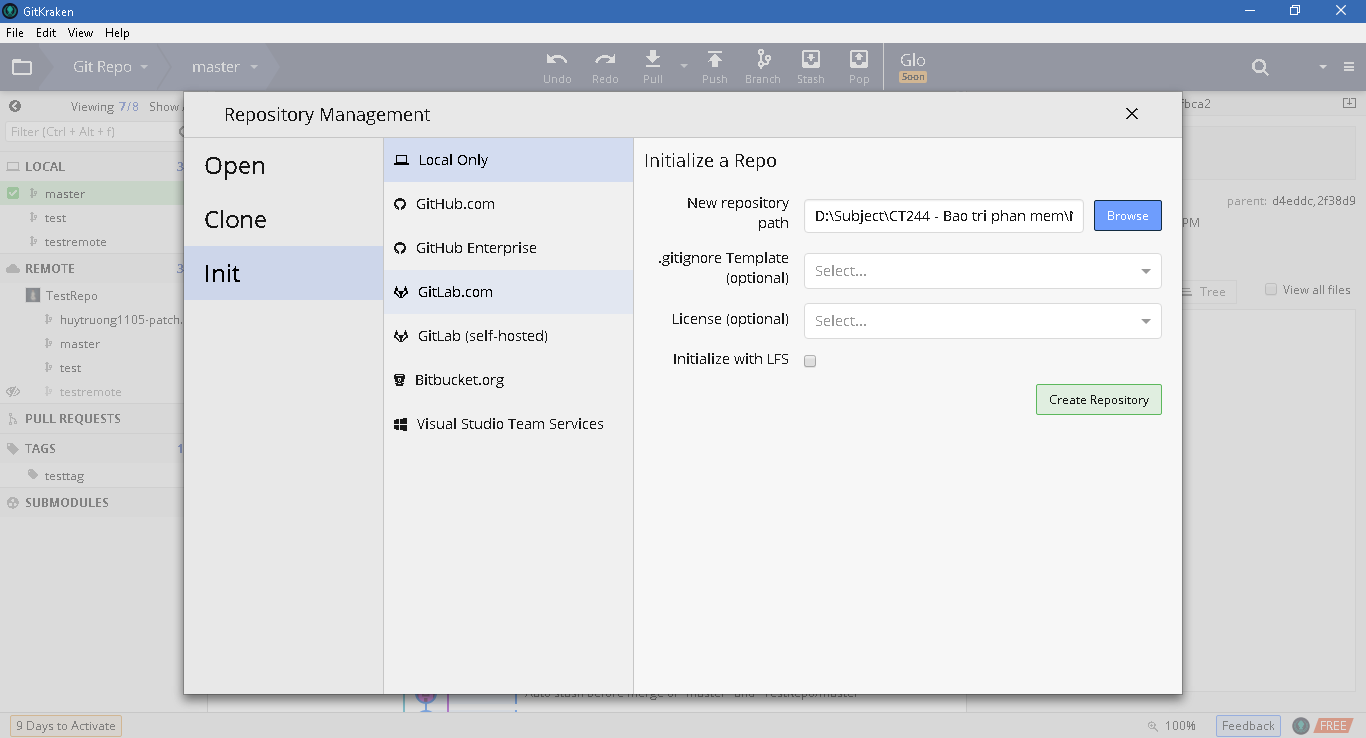 GitKraken
File Edit View Help
Git Repo master Undo Redo Pull Push Branch Stash Pop Glo Soon
Viewing 7/8 Show
Filter (Ctrl + Alt + f)
LOCAL 3
master
test
testremote
REMOTE 3
TestRepo
huytruong1105-patch...
master
test
testremote
PULL REQUESTS
TAGS 1
testtag
SUBMODULES
Repository Management
Open
Clone
Init
Local Only
GitHub.com
GitHub Enterprise
GitLab.com
GitLab (self-hosted)
Bitbucket.org
Visual Studio Team Services
Initialize a Repo
New repository path D:\Subject\CT244 - Bao tri phan mem\ Browse
.gitignore Template (optional) Select...
License (optional) Select...
Initialize with LFS
Create Repository
fbca2
parent: d4eddc,2f38d9
PM
Tree View all files
Auto stash before merge of "master" and "TestRepo/master"
9 Days to Activate 100% Feedback FREE